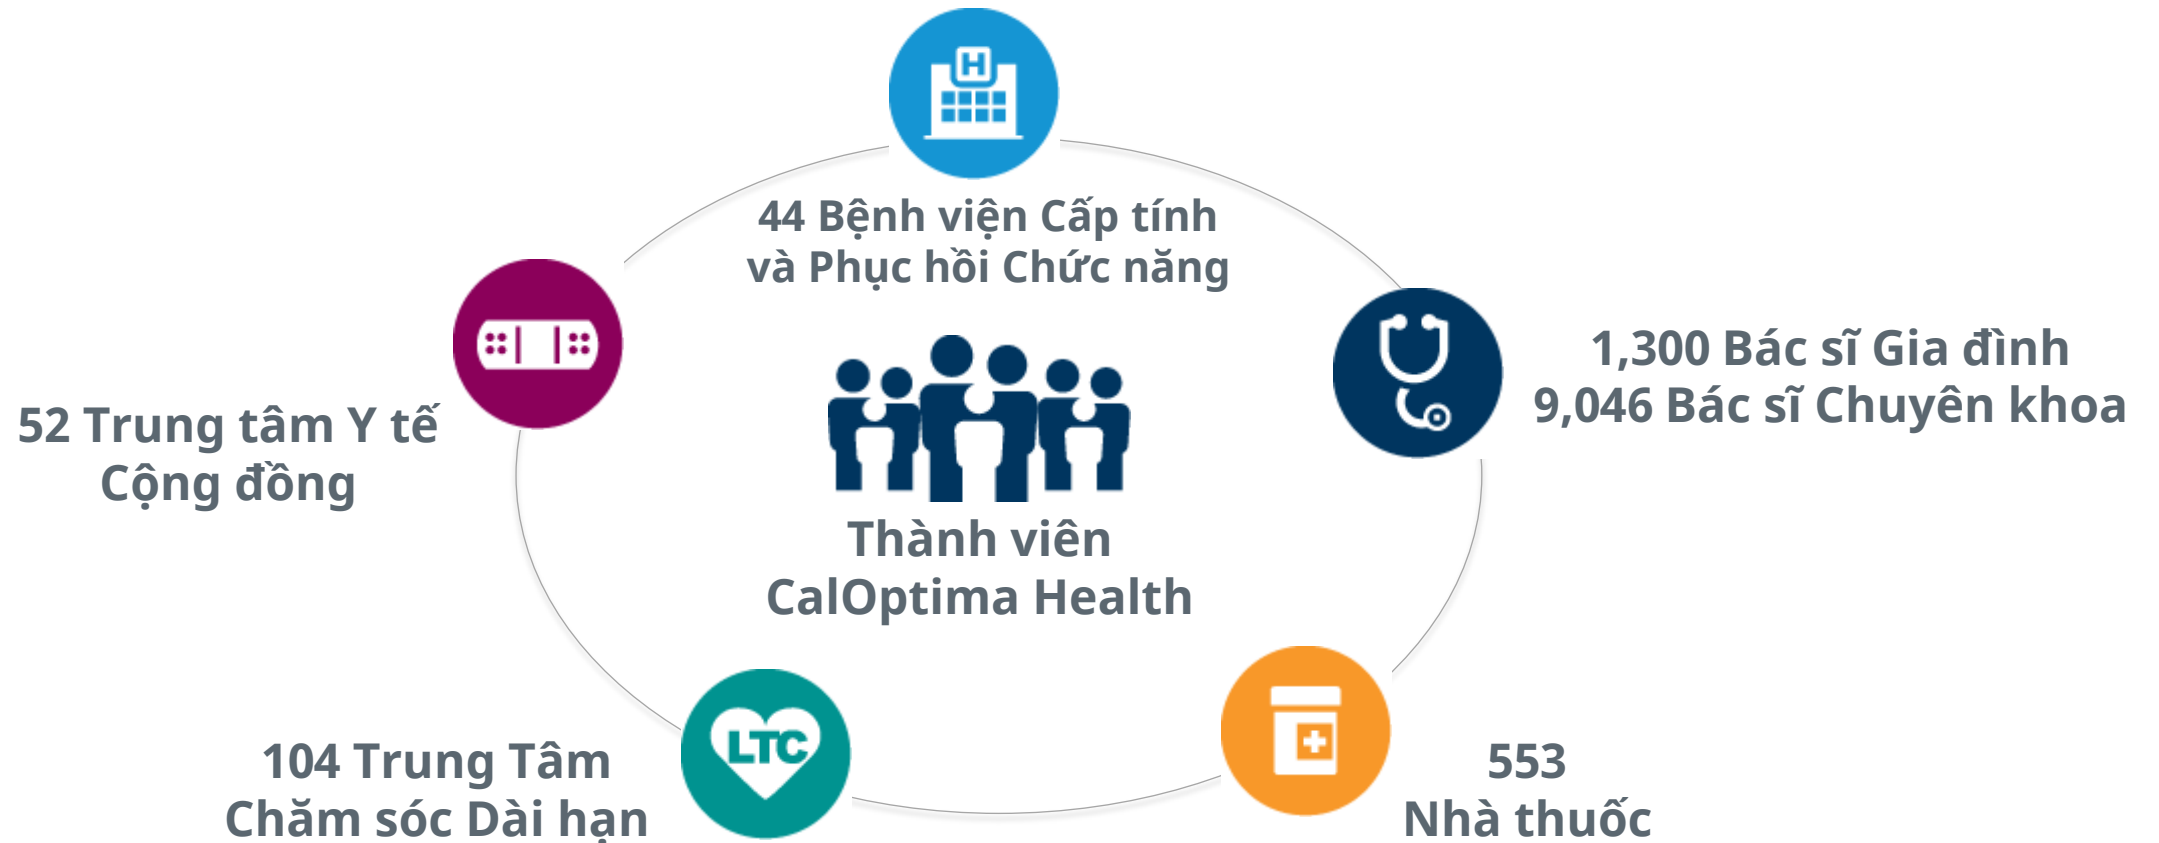 H
44 Bệnh viện Cấp tính
và Phục hồi Chức năng
1,300 Bác sĩ Gia đình
9,046 Bác sĩ Chuyên khoa
52 Trung tâm Y tế
Cộng đồng
Thành viên
CalOptima Health
LTC
104 Trung Tâm
Chăm sóc Dài hạn
553
Nhà thuốc